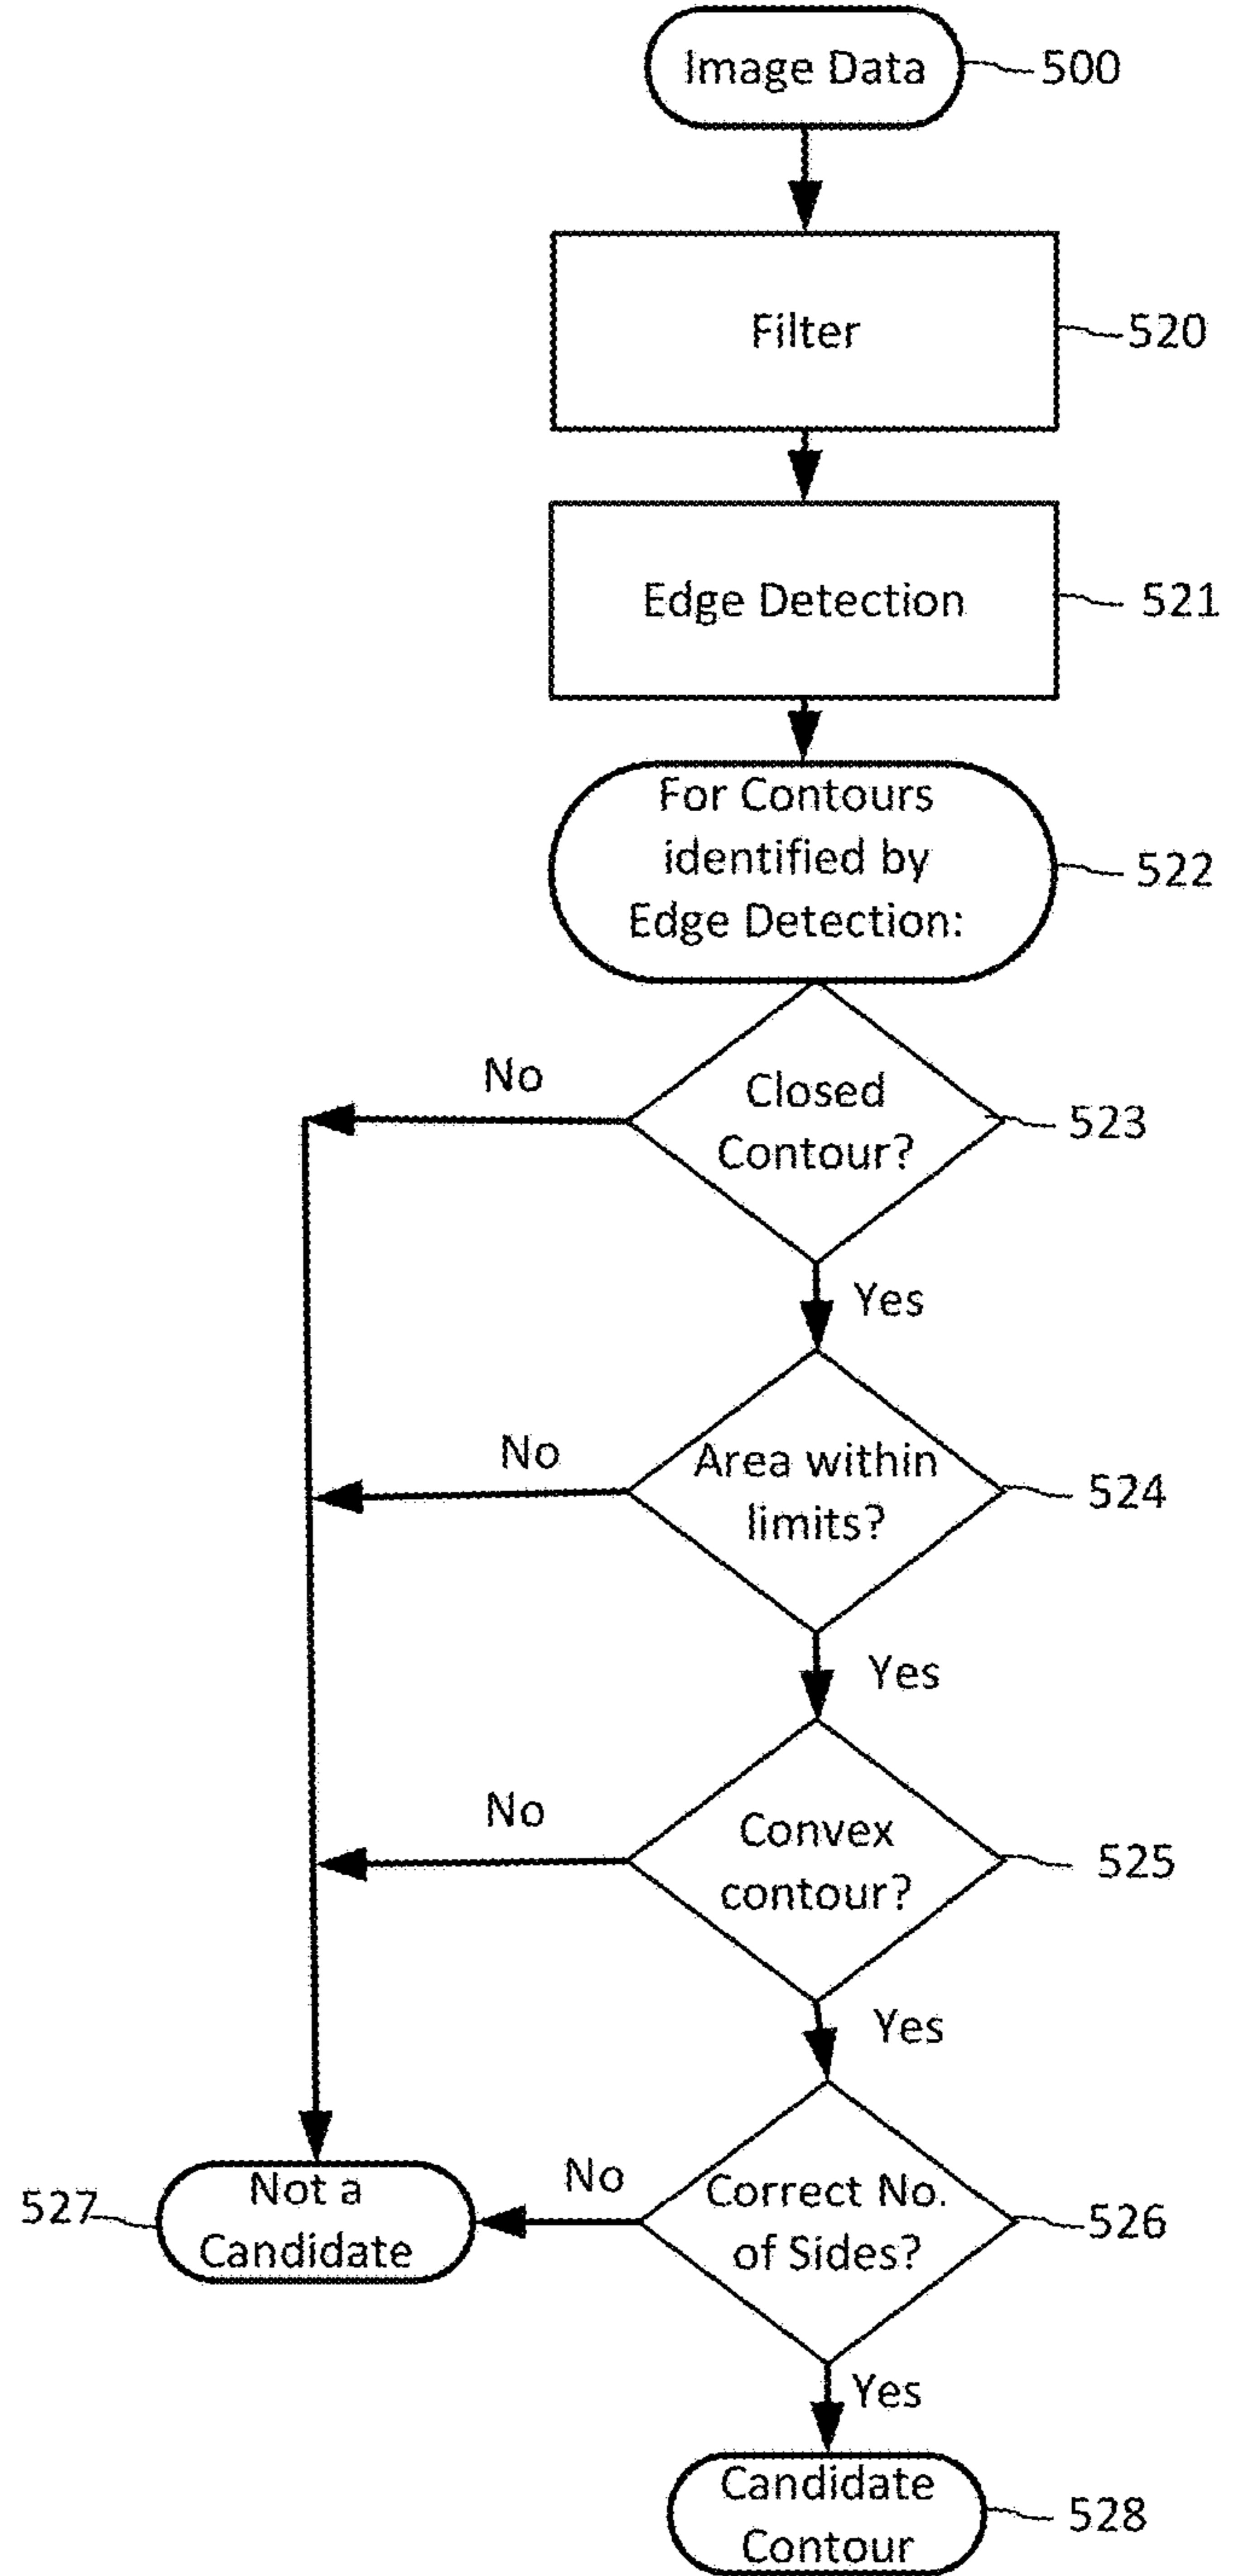 Image Data
500
Filter
520
Edge Detection
521
For Contours
identified by
Edge Detection:
522
No
Closed
Contour?
523
Yes
No
Area within
limits?
524
Yes
No
Convex
contour?
525
Yes
527
Not a
Candidate
No
Correct No.
of Sides?
526
Yes
Candidate
Contour
528